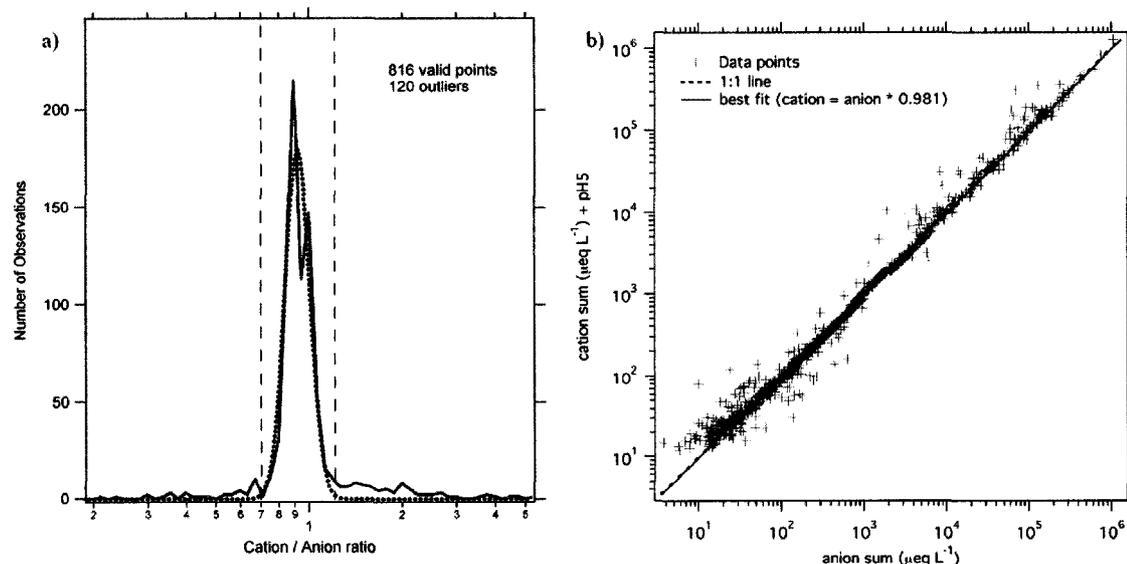 a)
816 valid points
120 outliers
200
150
100
50
0
Number of Observations
2 3 4 5 6 7 8 9 1 2 3 4 5
Cation / Anion ratio
b)
Data points
1:1 line
best fit (cation = anion * 0.981)
10⁶
10⁵
10⁴
10³
10²
10¹
cation sum (µeq L⁻¹) + pH5
10¹ 10² 10³ 10⁴ 10⁵ 10⁶
anion sum (µeq L⁻¹)